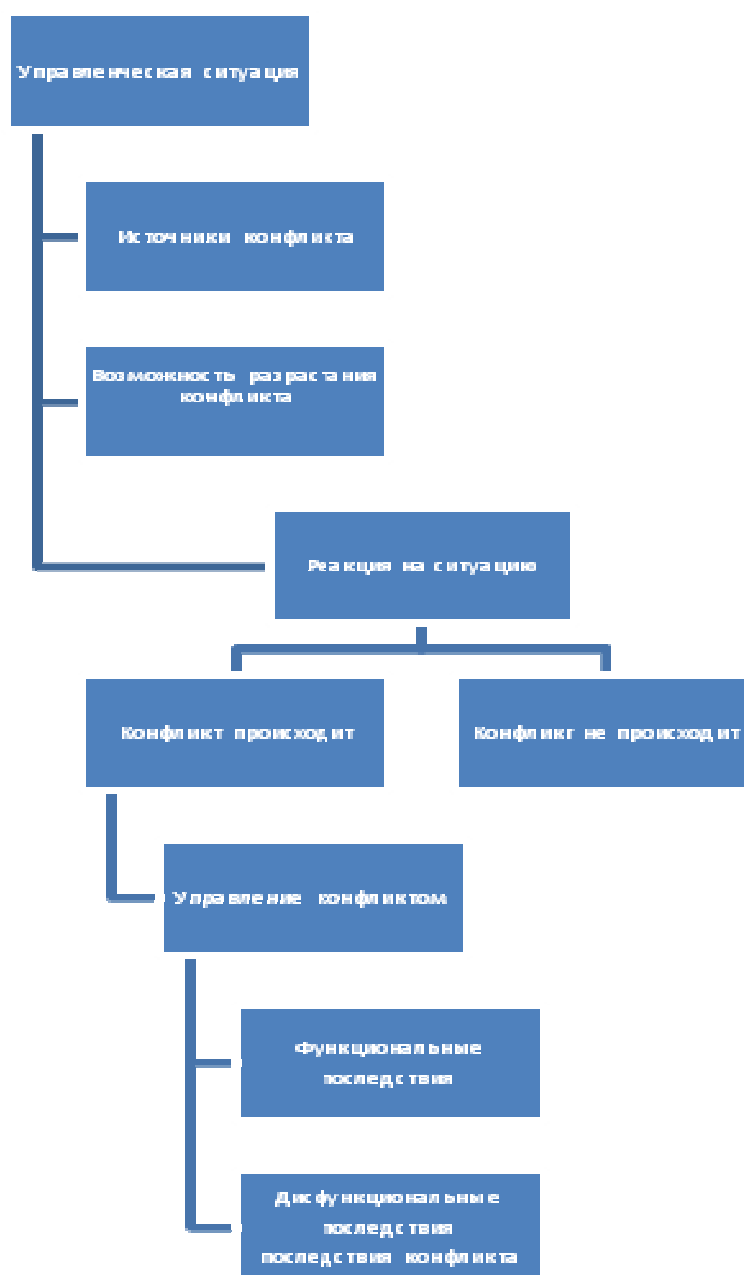 Управленческая ситуация
Источники конфликта
Возможность разрастания
конфликта
Реакция на ситуацию
Конфликт происходит
Конфликт не происходит
Управление конфликтом
Функциональные
последствия
Дисфункциональные
последствия
последствия конфликта